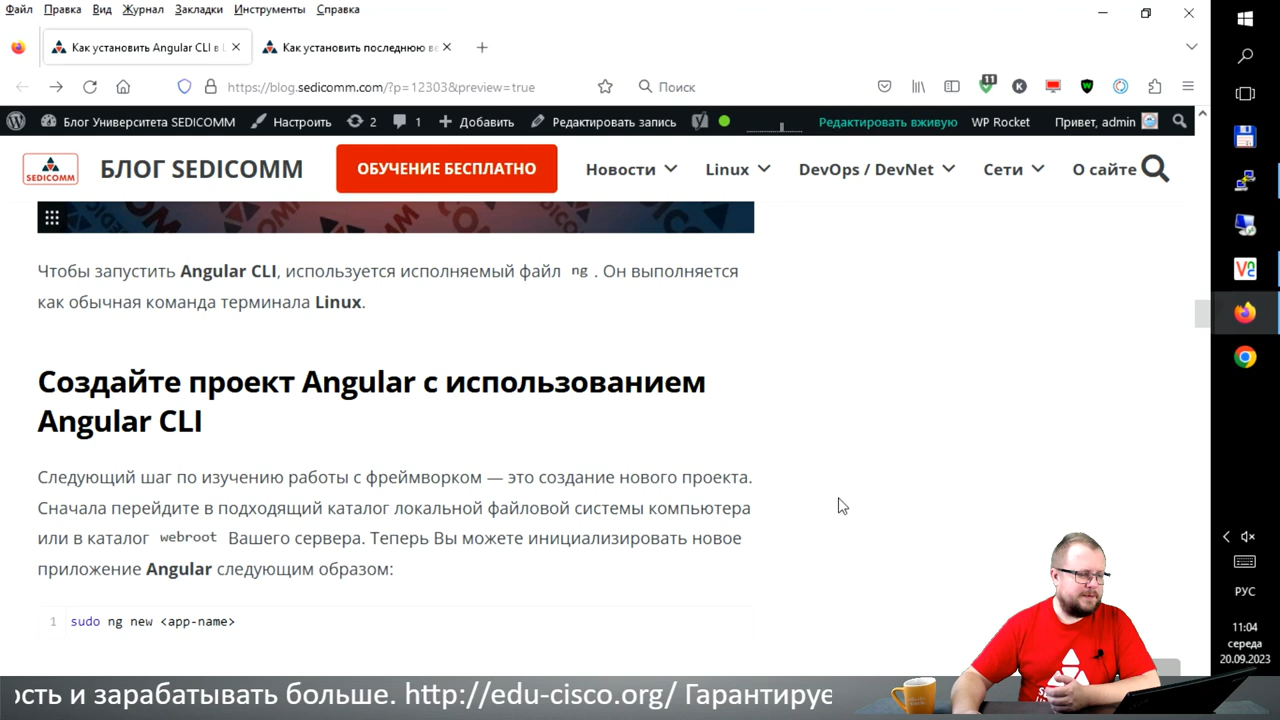 Файл Правка Вид Журнал Закладки Инструменты Справка
Как установить Angular CLI в L
Как установить последнюю ве
https://blog.sedicomm.com/?p=12303&preview=true
Поиск
11
Блог Университета SEDICOMM Настроить 2 1 Добавить Редактировать запись Редактировать вживую WP Rocket Привет, admin
SEDICOMM
БЛОГ SEDICOMM ОБУЧЕНИЕ БЕСПЛАТНО Новости Linux DevOps / DevNet Сети О сайте
Чтобы запустить Angular CLI, используется исполняемый файл ng . Он выполняется
как обычная команда терминала Linux.
Создайте проект Angular с использованием
Angular CLI
Следующий шаг по изучению работы с фреймворком — это создание нового проекта.
Сначала перейдите в подходящий каталог локальной файловой системы компьютера
или в каталог webroot Вашего сервера. Теперь Вы можете инициализировать новое
приложение Angular следующим образом:
1 sudo ng new <app-name>
РУС
11:04
середа
20.09.2023
ость и зарабатывать больше. http://edu-cisco.org/ Гарантируе